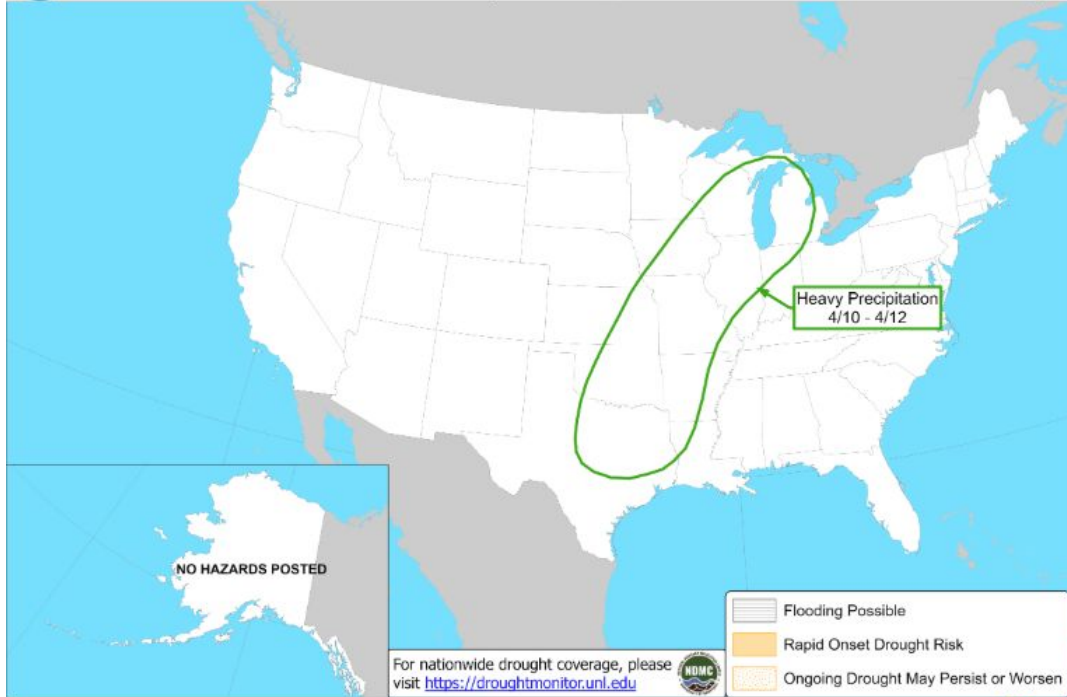 Heavy Precipitation
4/10 - 4/12
NO HAZARDS POSTED
For nationwide drought coverage, please
visit https://droughtmonitor.unl.edu
NDMC
Flooding Possible
Rapid Onset Drought Risk
Ongoing Drought May Persist or Worsen